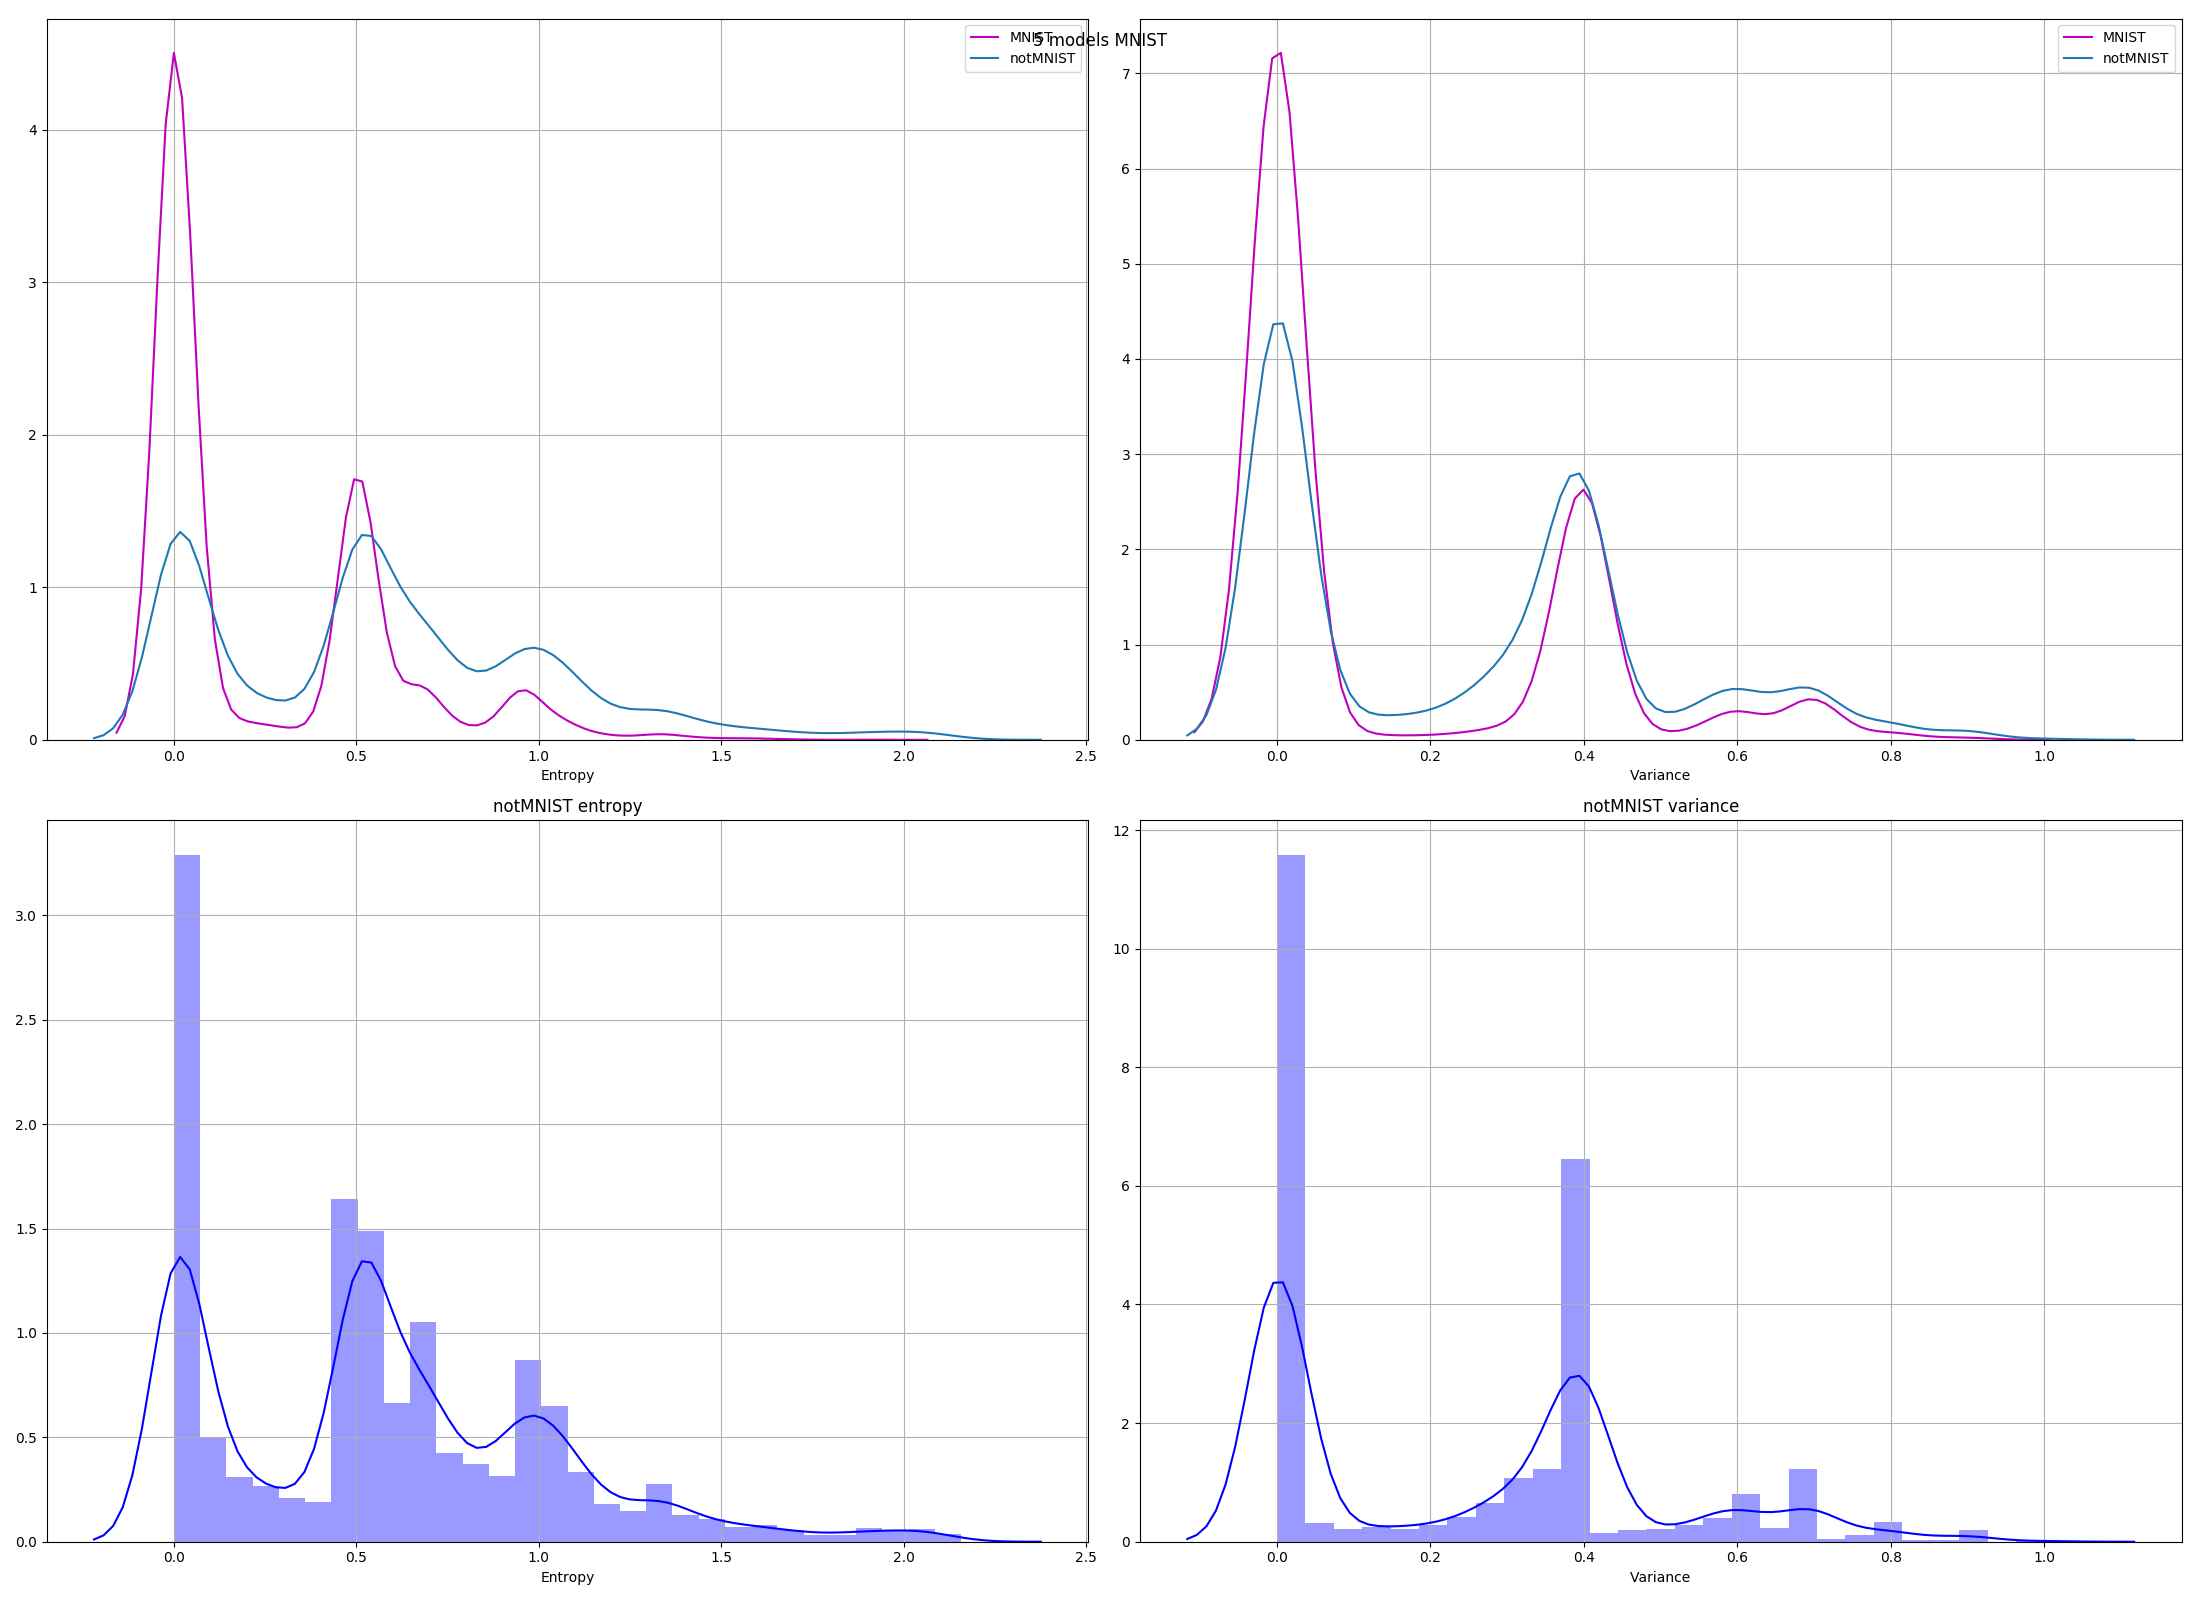 5 models MNIST
MNIST
notMNIST
4
3
2
1
0
0.0 0.5 1.0 1.5 2.0 2.5
Entropy
MNIST
notMNIST
7
6
5
4
3
2
1
0
0.0 0.2 0.4 0.6 0.8 1.0
Variance
notMNIST entropy
3.0
2.5
2.0
1.5
1.0
0.5
0.0
0.0 0.5 1.0 1.5 2.0 2.5
Entropy
notMNIST variance
12
10
8
6
4
2
0
0.0 0.2 0.4 0.6 0.8 1.0
Variance